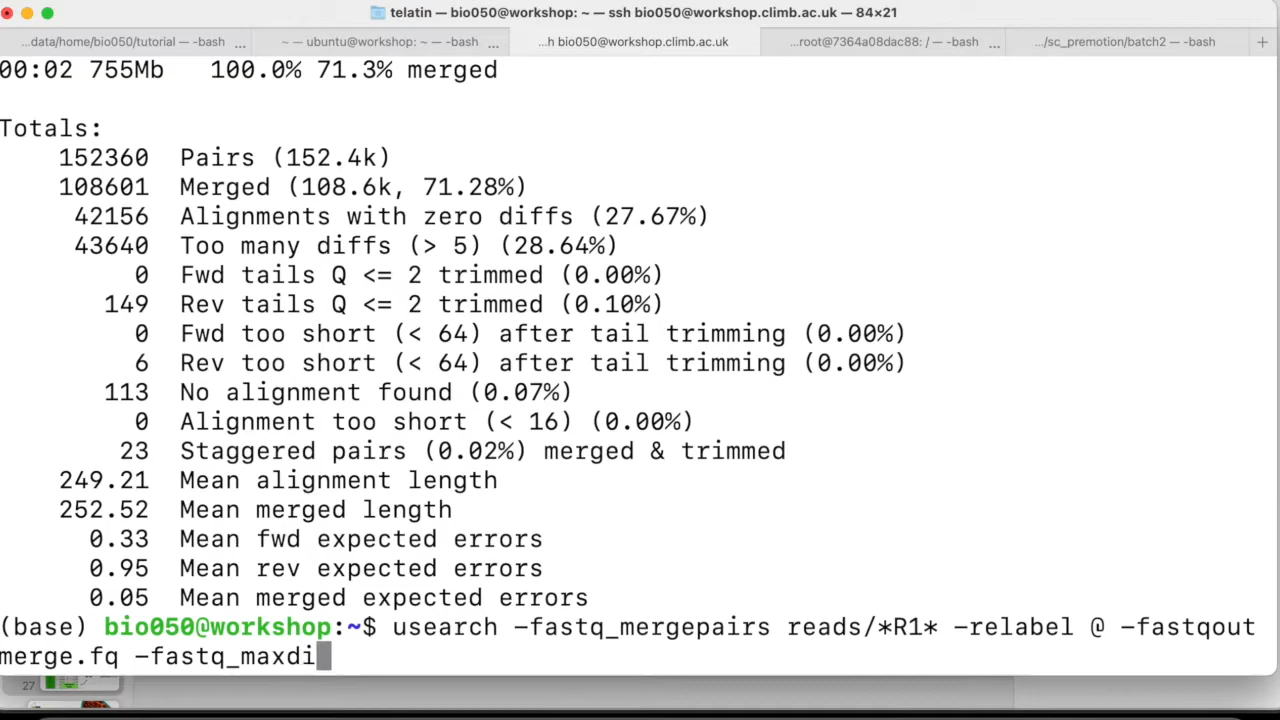 telatin — bio050@workshop: ~ — ssh bio050@workshop.climb.ac.uk — 84×21
...data/home/bio050/tutorial — -bash ... ~ — ubuntu@workshop: ~ — -bash ... ...h bio050@workshop.climb.ac.uk ...root@7364a08dac88: / — -bash ... .../sc_premotion/batch2 — -bash +
00:02 755Mb   100.0% 71.3% merged
Totals:
152360  Pairs (152.4k)
108601  Merged (108.6k, 71.28%)
42156  Alignments with zero diffs (27.67%)
43640  Too many diffs (> 5) (28.64%)
0  Fwd tails Q <= 2 trimmed (0.00%)
149  Rev tails Q <= 2 trimmed (0.10%)
0  Fwd too short (< 64) after tail trimming (0.00%)
6  Rev too short (< 64) after tail trimming (0.00%)
113  No alignment found (0.07%)
0  Alignment too short (< 16) (0.00%)
23  Staggered pairs (0.02%) merged & trimmed
249.21  Mean alignment length
252.52  Mean merged length
0.33  Mean fwd expected errors
0.95  Mean rev expected errors
0.05  Mean merged expected errors
(base) bio050@workshop:~$ usearch -fastq_mergepairs reads/*R1* -relabel @ -fastqout
merge.fq -fastq_maxdi
27